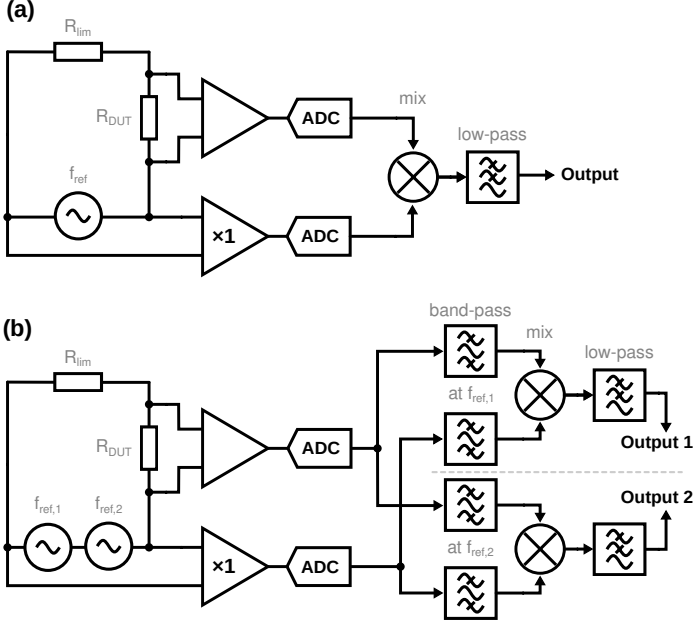 (a)
R_lim
R_DUT
f_ref
ADC
mix
low-pass
Output
×1
ADC
(b)
R_lim
R_DUT
f_ref,1
f_ref,2
ADC
×1
ADC
band-pass
mix
low-pass
at f_ref,1
Output 1
Output 2
at f_ref,2